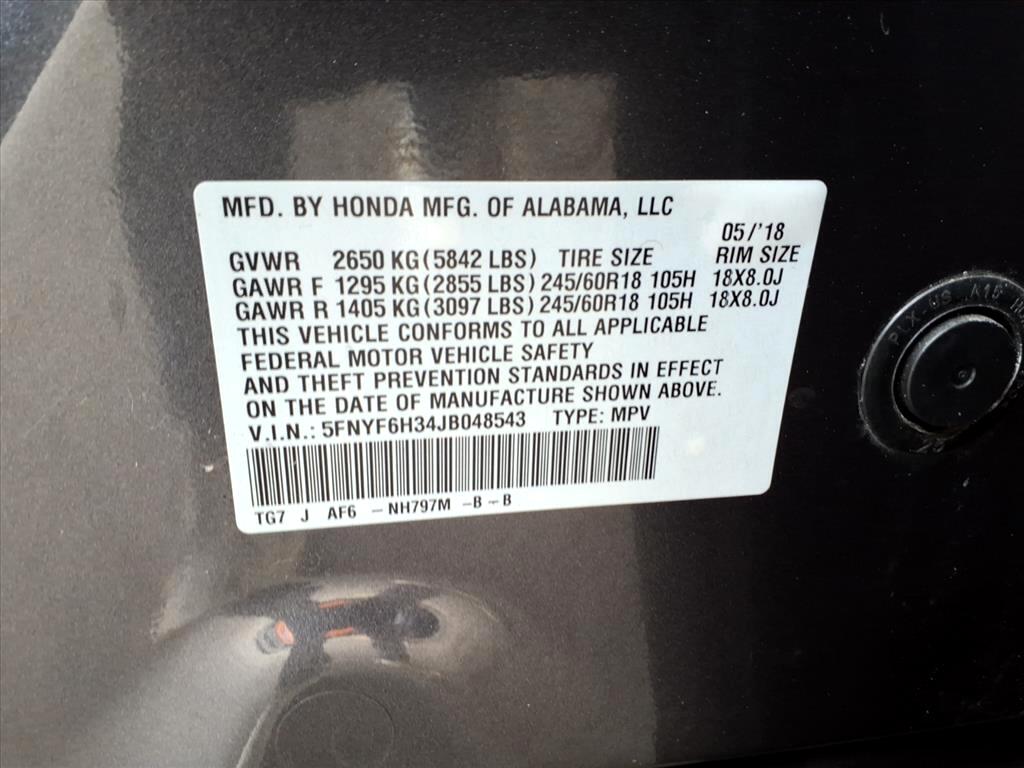 MFD. BY HONDA MFG. OF ALABAMA, LLC
05/'18
GVWR 2650 KG (5842 LBS) TIRE SIZE RIM SIZE
GAWR F 1295 KG (2855 LBS) 245/60R18 105H 18X8.0J
GAWR R 1405 KG (3097 LBS) 245/60R18 105H 18X8.0J
THIS VEHICLE CONFORMS TO ALL APPLICABLE
FEDERAL MOTOR VEHICLE SAFETY
AND THEFT PREVENTION STANDARDS IN EFFECT
ON THE DATE OF MANUFACTURE SHOWN ABOVE.
V.I.N.: 5FNYF6H34JB048543 TYPE: MPV
TG7 J AF6 - NH797M -B - B
PLX-US A15